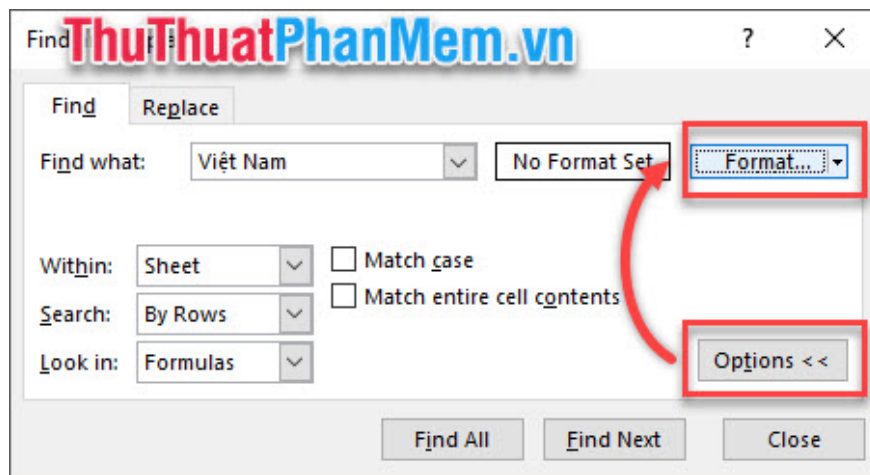 Find
ThuThuatPhanMem.vn
?
Find Replace
Find what: Việt Nam No Format Set Format...
Within: Sheet Match case
Match entire cell contents
Search: By Rows
Look in: Formulas Options <<
Find All Find Next Close